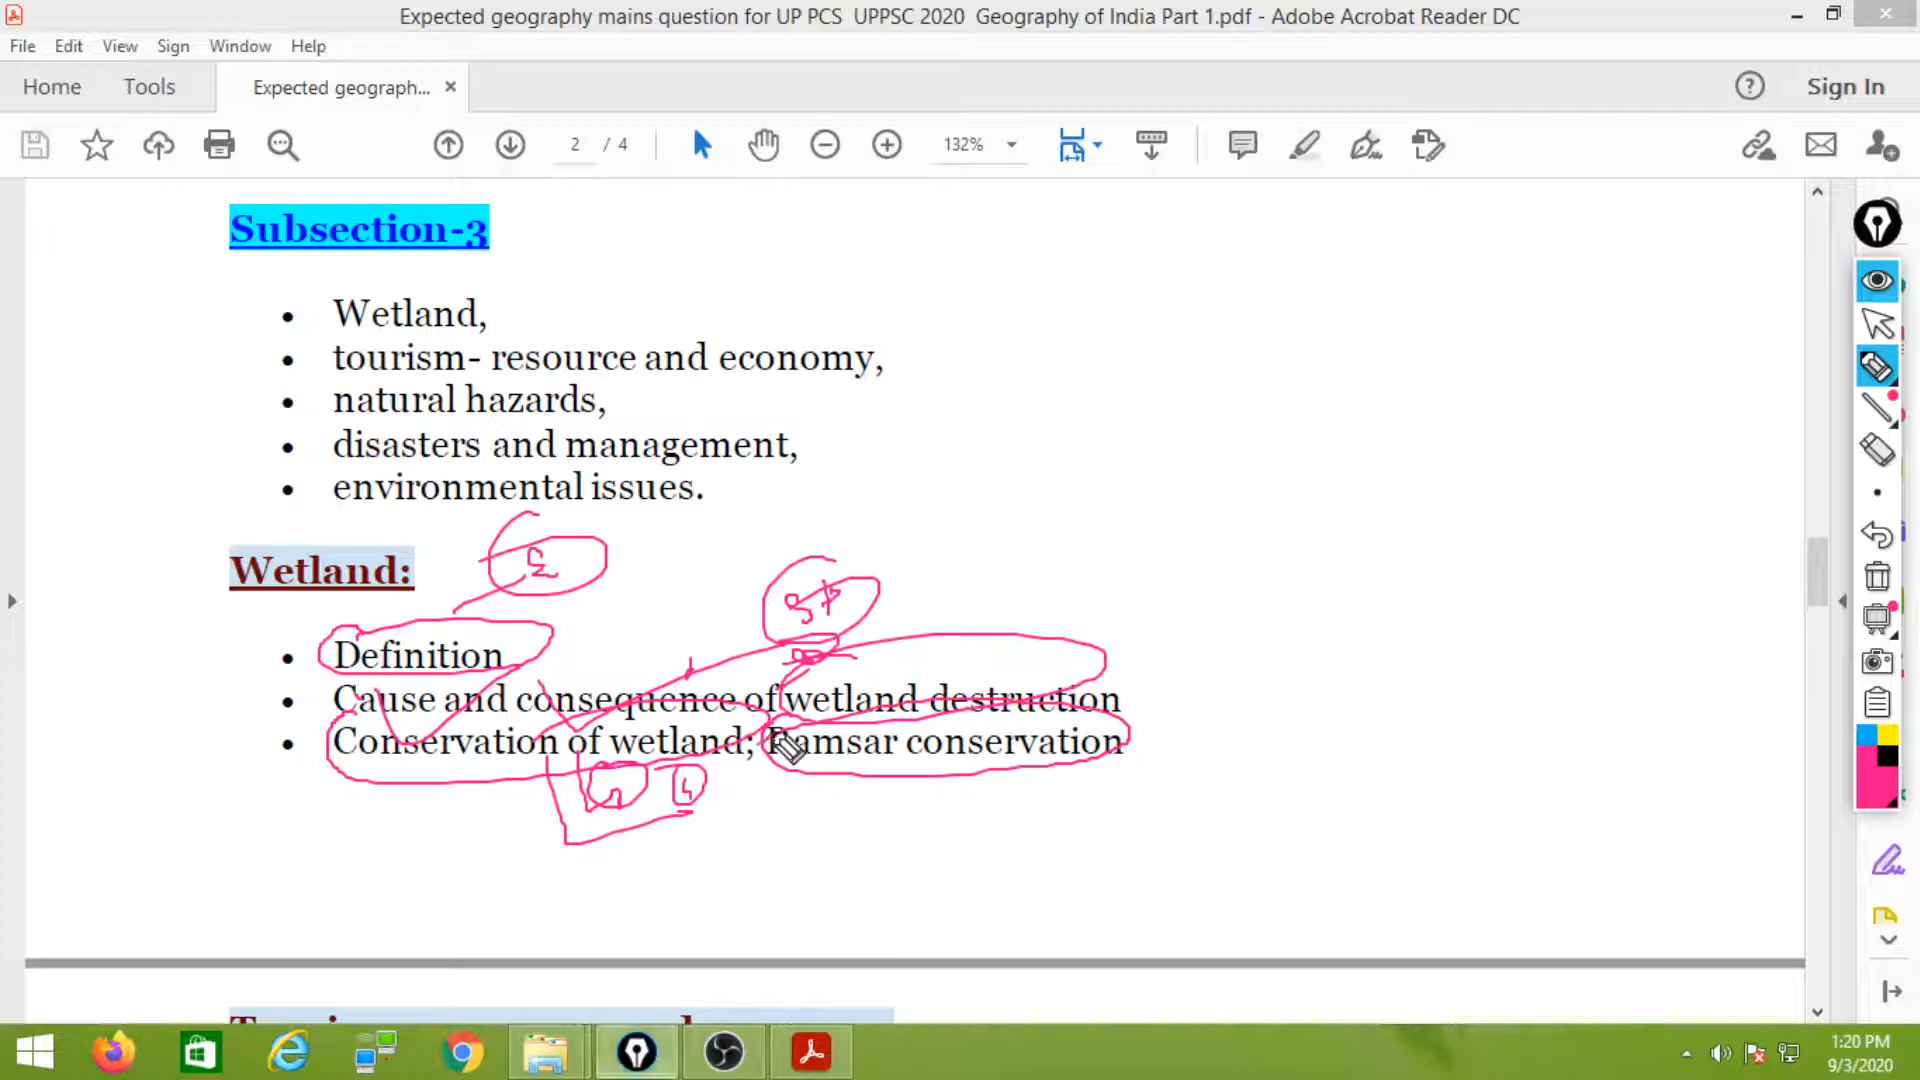 Expected geography mains question for UP PCS UPPSC 2020 Geography of India Part 1.pdf - Adobe Acrobat Reader DC
File Edit View Sign Window Help
Home Tools Expected geograph... × Sign In
2 / 4 132%
Subsection-3
• Wetland,
• tourism- resource and economy,
• natural hazards,
• disasters and management,
• environmental issues.
Wetland:
• Definition
• Cause and consequence of wetland destruction
• Conservation of wetland; Ramsar conservation
1:20 PM
9/3/2020